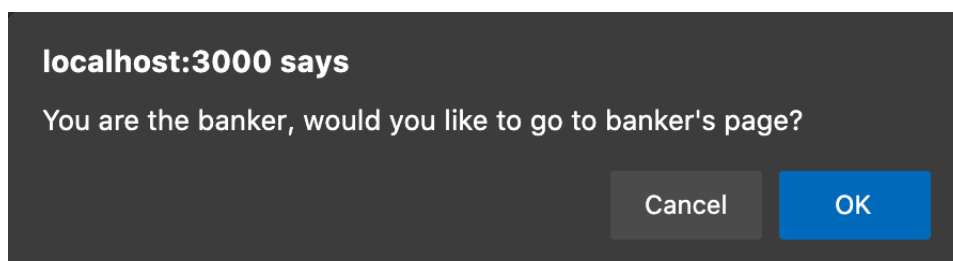 localhost:3000 says
You are the banker, would you like to go to banker's page?
Cancel OK